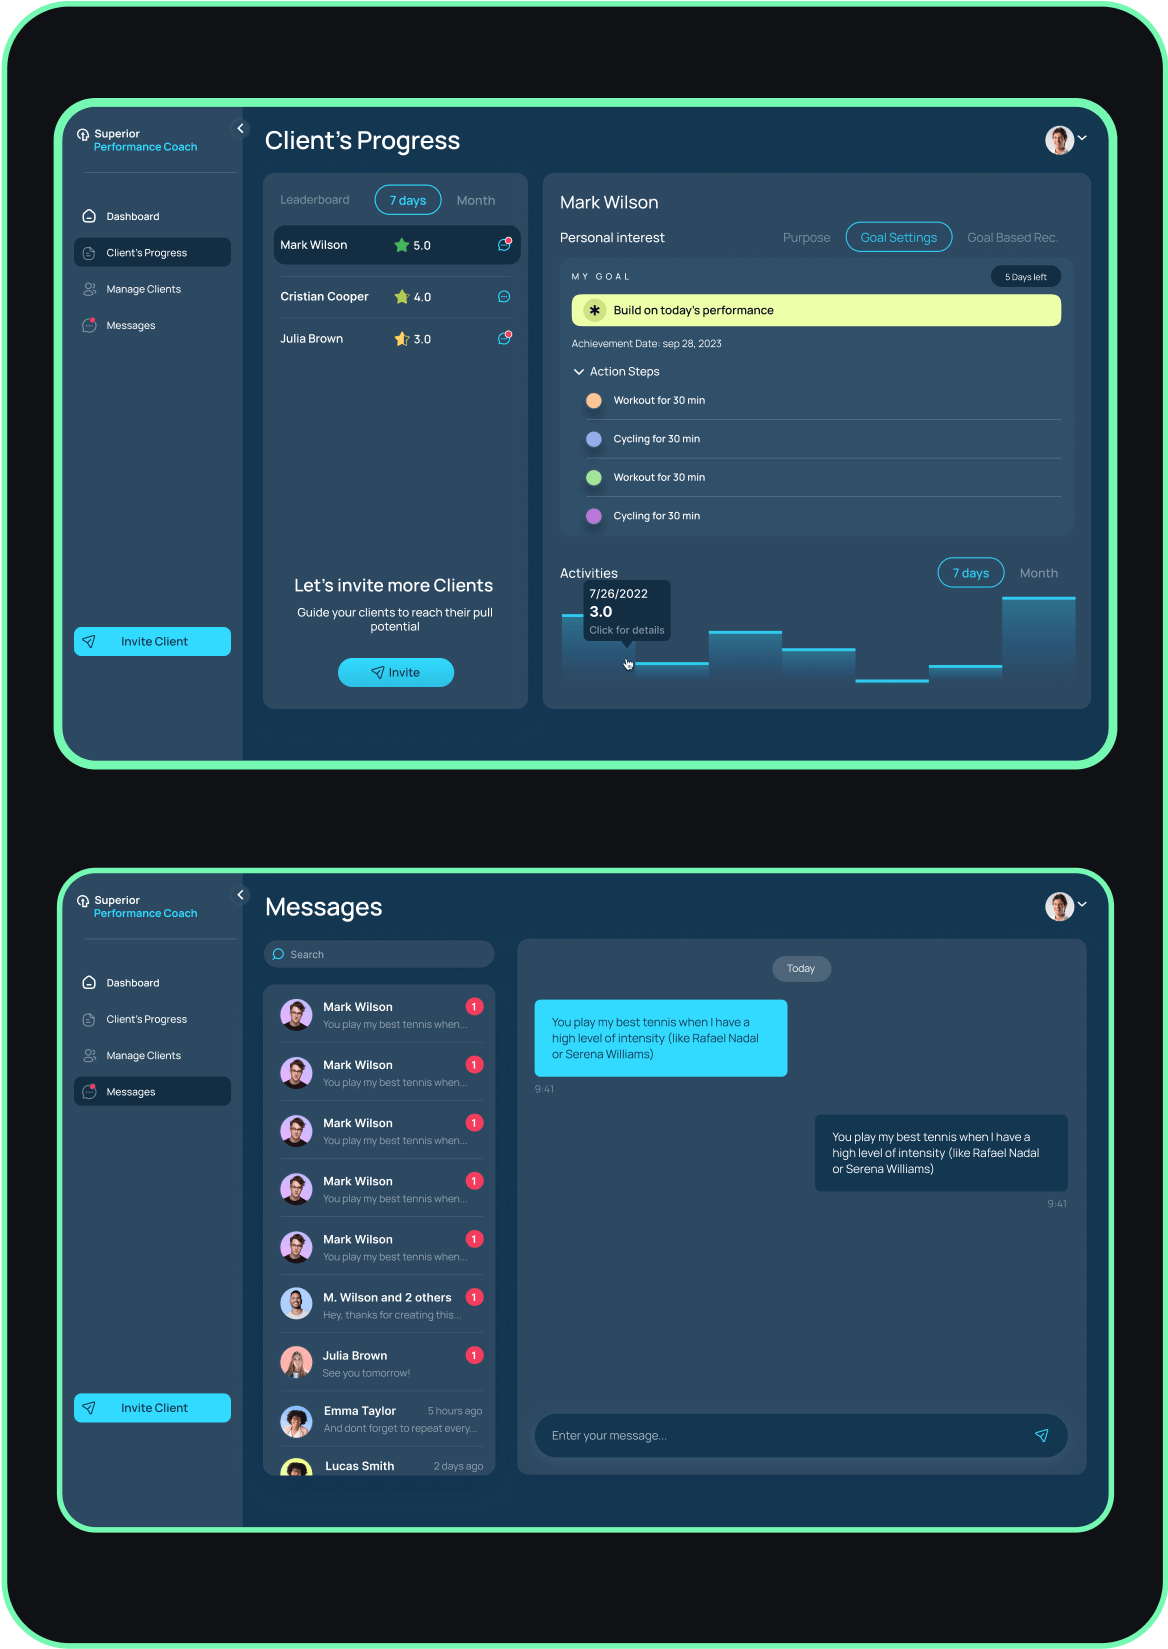 Superior
Performance Coach
Dashboard
Client's Progress
Manage Clients
Messages
Invite Client
Client's Progress
Leaderboard
7 days
Month
Mark Wilson
5.0
Cristian Cooper
4.0
Julia Brown
3.0
Let's invite more Clients
Guide your clients to reach their pull
potential
Invite
Mark Wilson
Personal interest
Purpose
Goal Settings
Goal Based Rec.
MY GOAL
5 Days left
Build on today's performance
Achievement Date: sep 28, 2023
Action Steps
Workout for 30 min
Cycling for 30 min
Workout for 30 min
Cycling for 30 min
Activities
7 days
Month
7/26/2022
3.0
Click for details
Superior
Performance Coach
Dashboard
Client's Progress
Manage Clients
Messages
Invite Client
Messages
Search
Mark Wilson
1
You play my best tennis when...
Mark Wilson
1
You play my best tennis when...
Mark Wilson
1
You play my best tennis when...
Mark Wilson
1
You play my best tennis when...
Mark Wilson
1
You play my best tennis when...
M. Wilson and 2 others
1
Hey, thanks for creating this...
Julia Brown
1
See you tomorrow!
Emma Taylor
5 hours ago
And dont forget to repeat every...
Lucas Smith
2 days ago
Today
You play my best tennis when I have a
high level of intensity (like Rafael Nadal
or Serena Williams)
9:41
You play my best tennis when I have a
high level of intensity (like Rafael Nadal
or Serena Williams)
9:41
Enter your message...